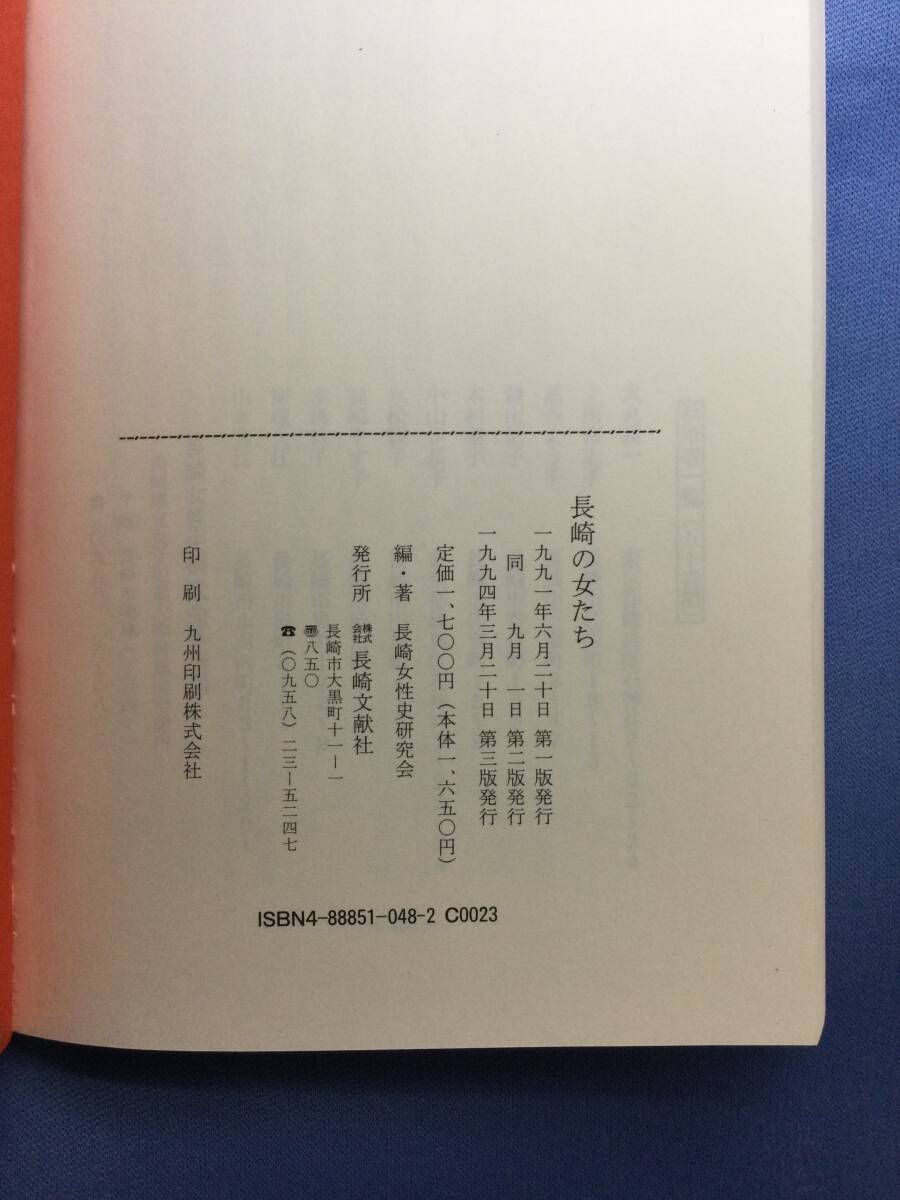 長崎の女たち
一九九一年六月二十日 第一版発行
同 九月 一日 第二版発行
一九九四年三月二十日 第三版発行
定価一、七〇〇円（本体一、六五〇円）
編・著 長崎女性史研究会
発行所 株式会社 長崎文献社
長崎市大黒町十一ー一
〠八五〇
☎（〇九五八）二三ー五二四七
印刷 九州印刷株式会社
ISBN4-88851-048-2 C0023